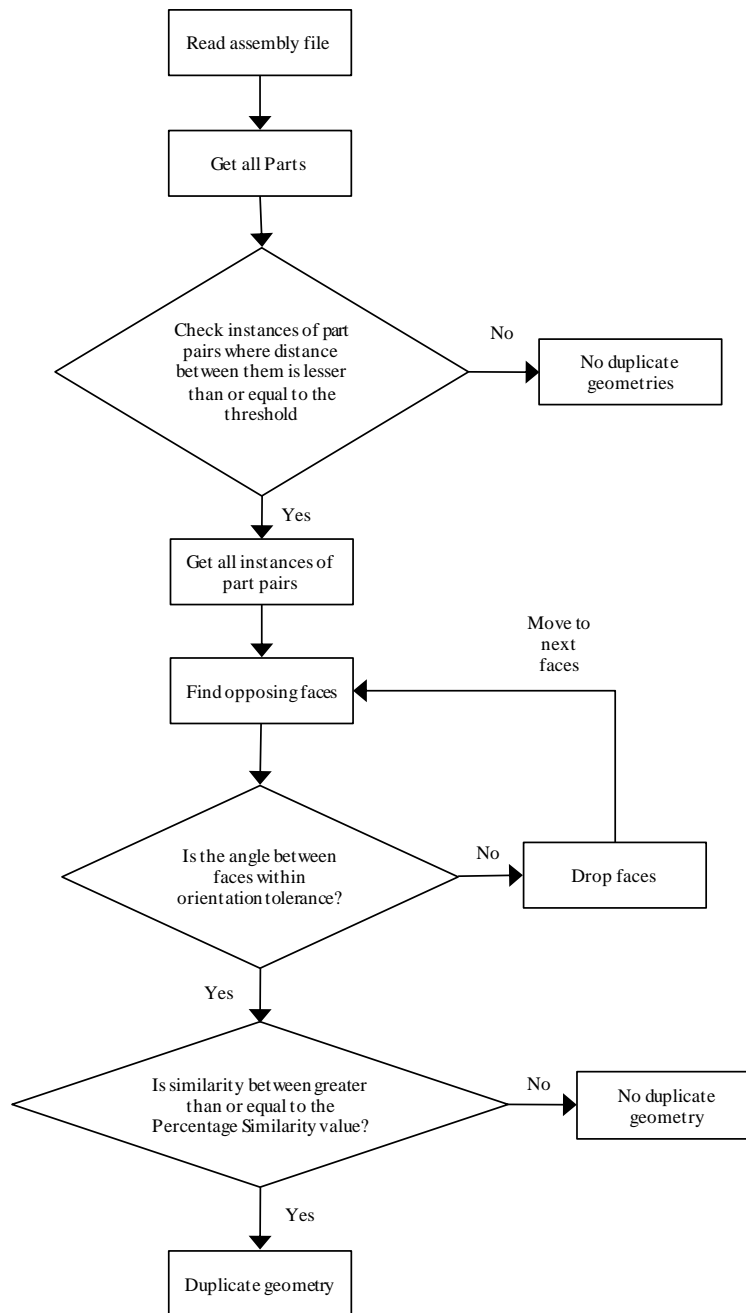 Read assembly file
Get all Parts
Check instances of part
pairs where distance
between them is lesser
than or equal to the
threshold
No
No duplicate
geometries
Yes
Get all instances of
part pairs
Move to
next
faces
Find opposing faces
Is the angle between
faces within
orientation tolerance?
No
Drop faces
Yes
Is similarity between greater
than or equal to the
Percentage Similarity value?
No
No duplicate
geometry
Yes
Duplicate geometry